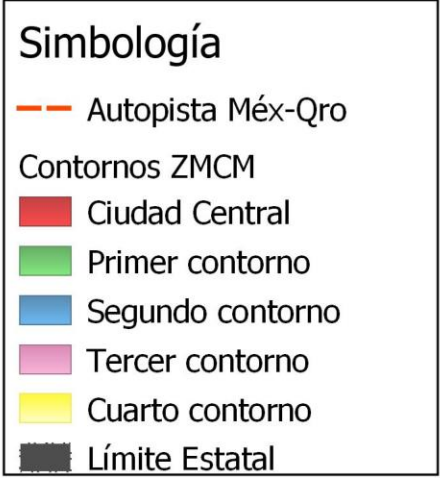 Simbología
Autopista Méx-Qro
Contornos ZMCM
Ciudad Central
Primer contorno
Segundo contorno
Tercer contorno
Cuarto contorno
Límite Estatal